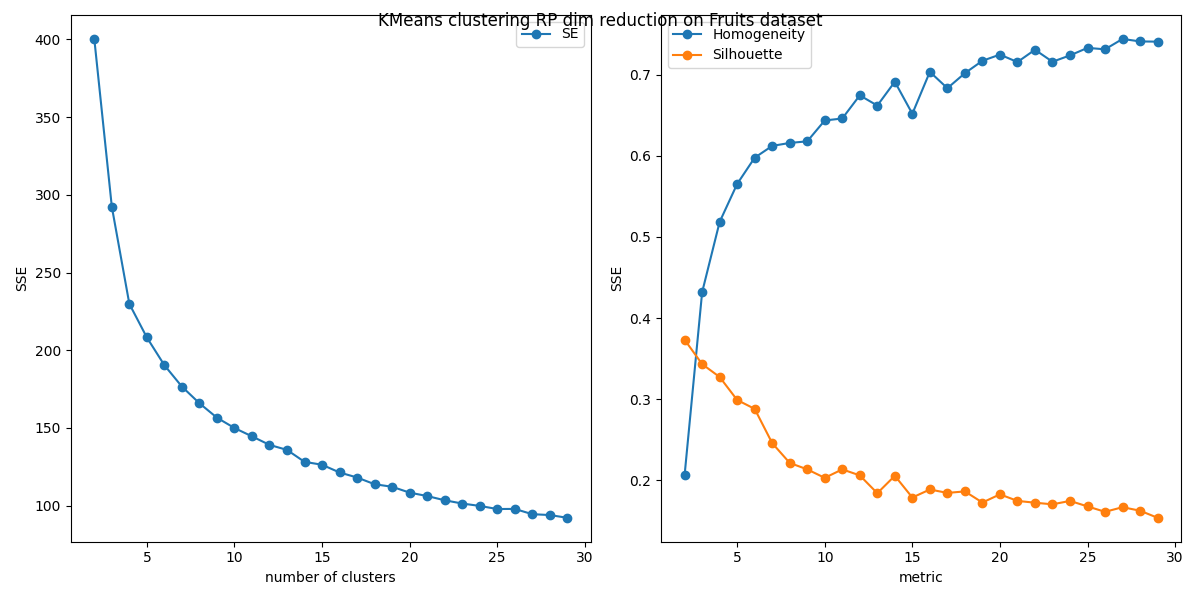 KMeans clustering RP dim reduction on Fruits dataset
SE
400
350
300
250
200
150
100
SSE
5 10 15 20 25 30
number of clusters
Homogeneity
Silhouette
0.7
0.6
0.5
0.4
0.3
0.2
SSE
5 10 15 20 25 30
metric